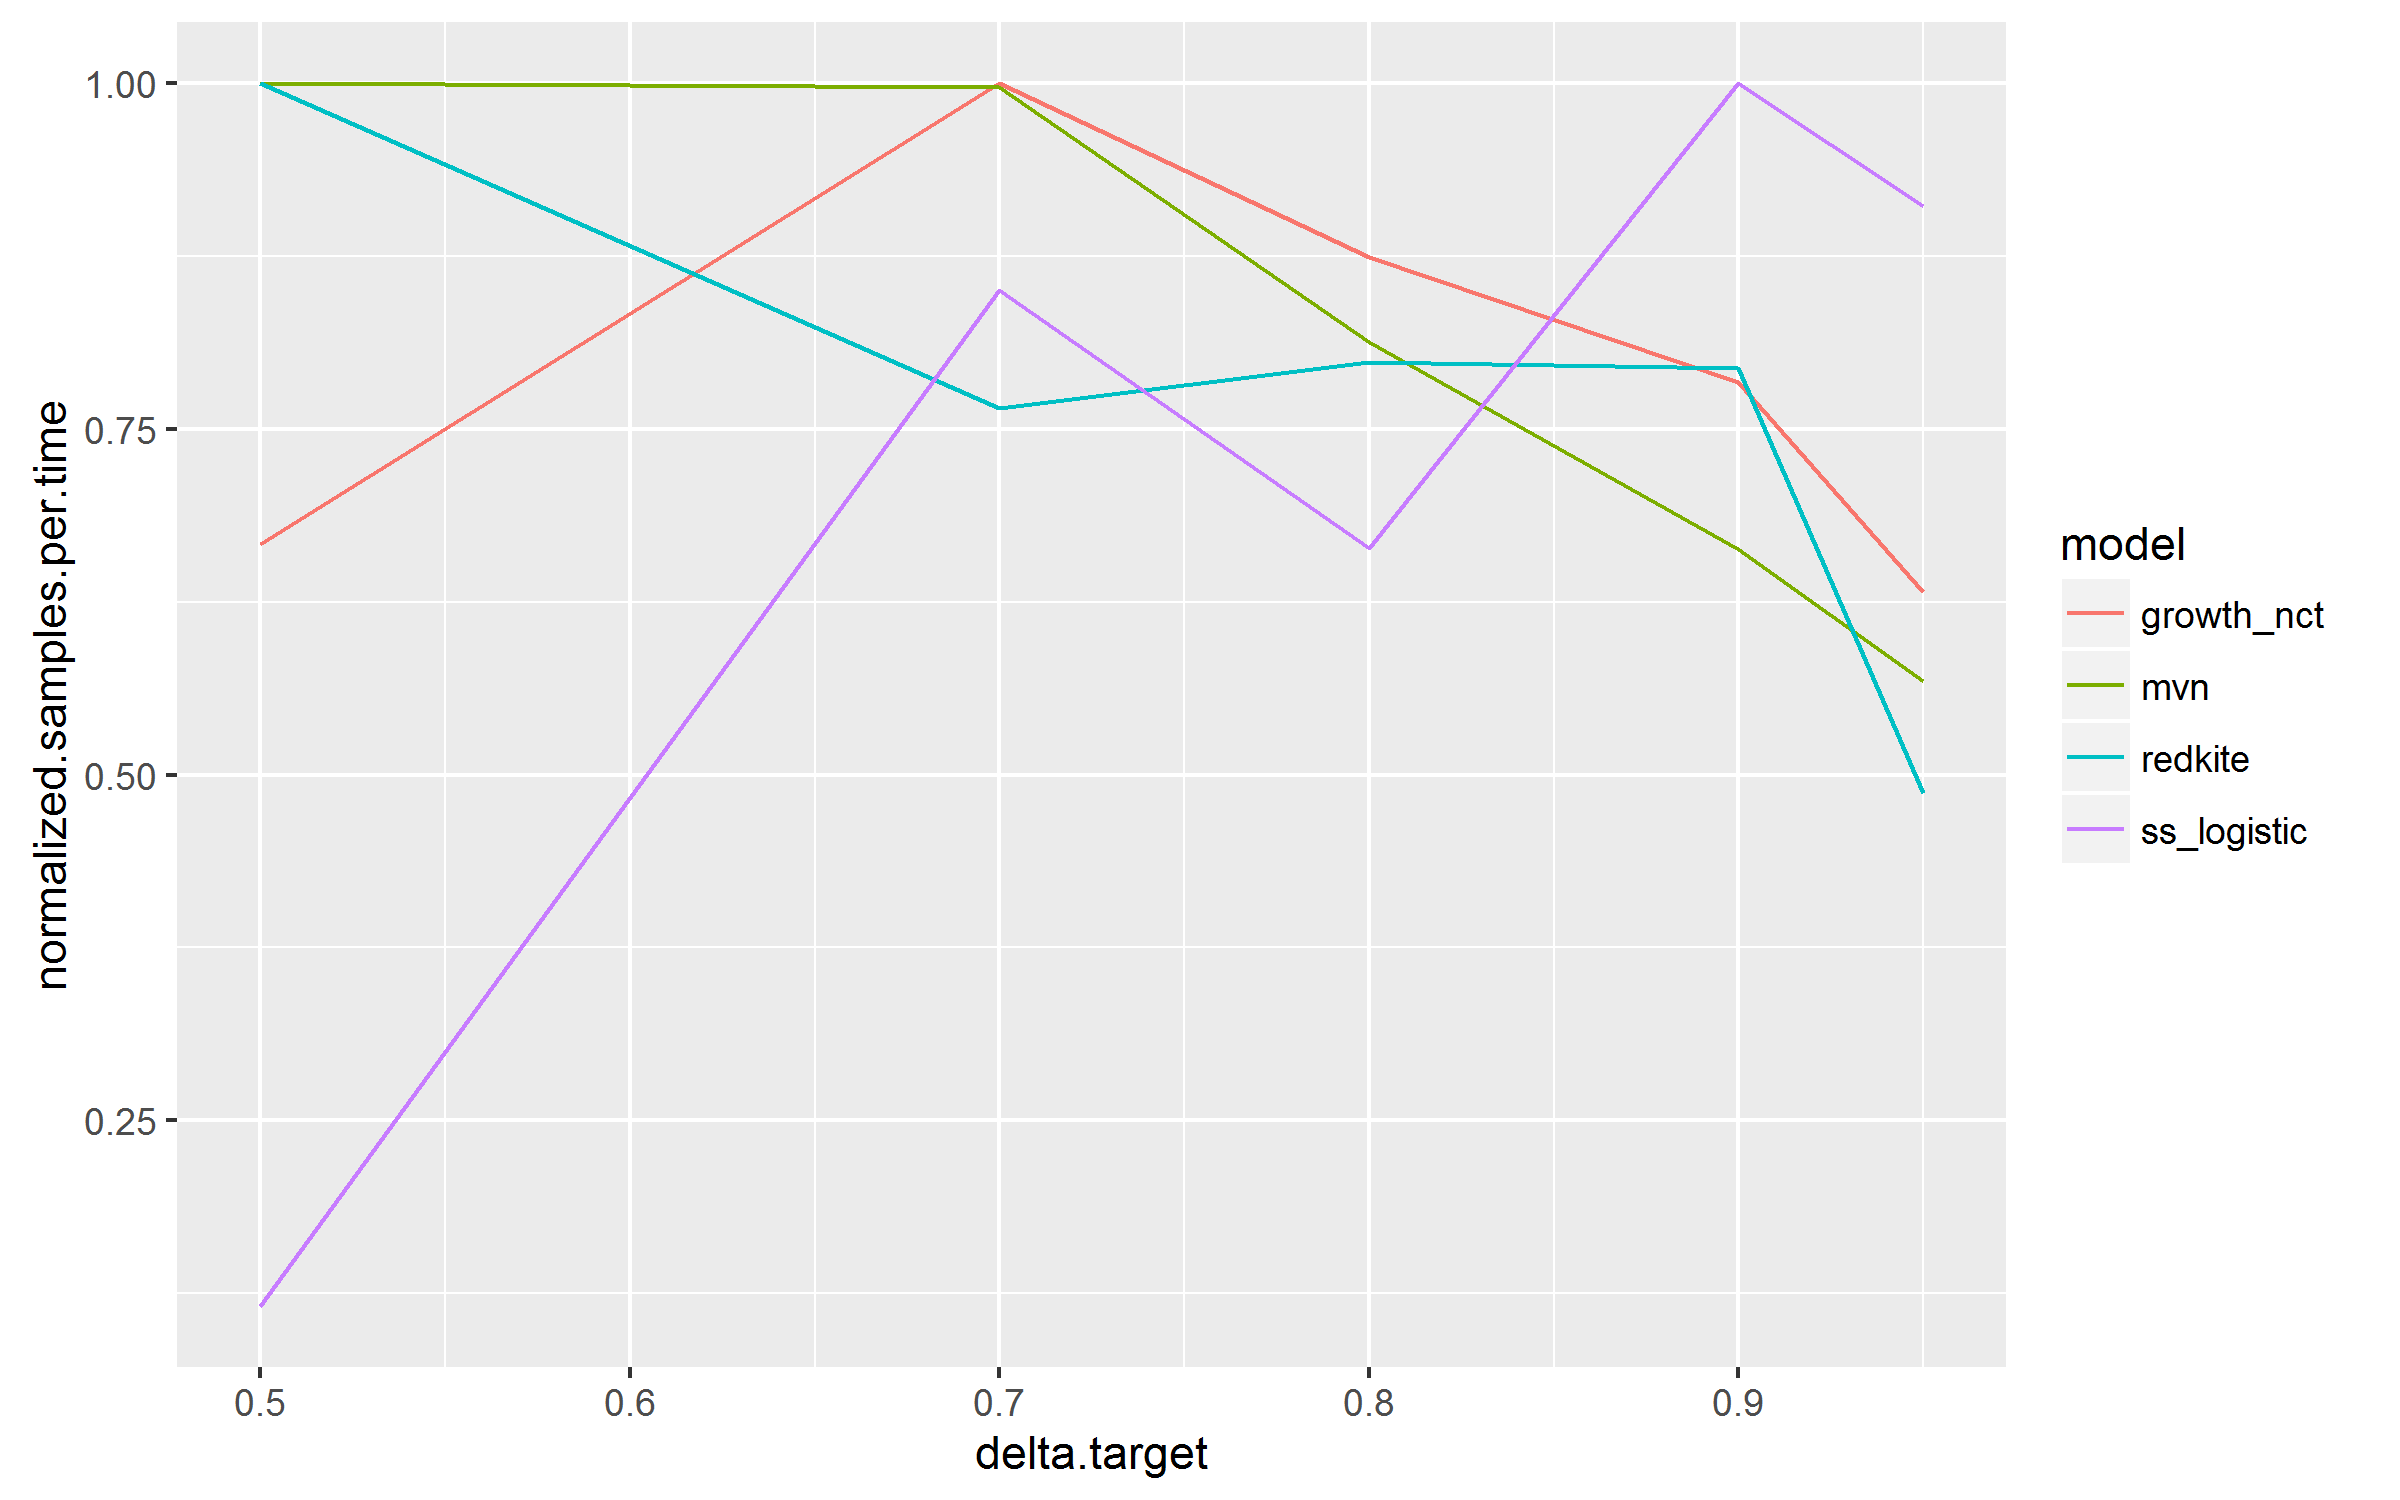 normalized.samples.per.time
1.00
0.75
0.50
0.25
0.5 0.6 0.7 0.8 0.9
delta.target
model
growth_nct
mvn
redkite
ss_logistic